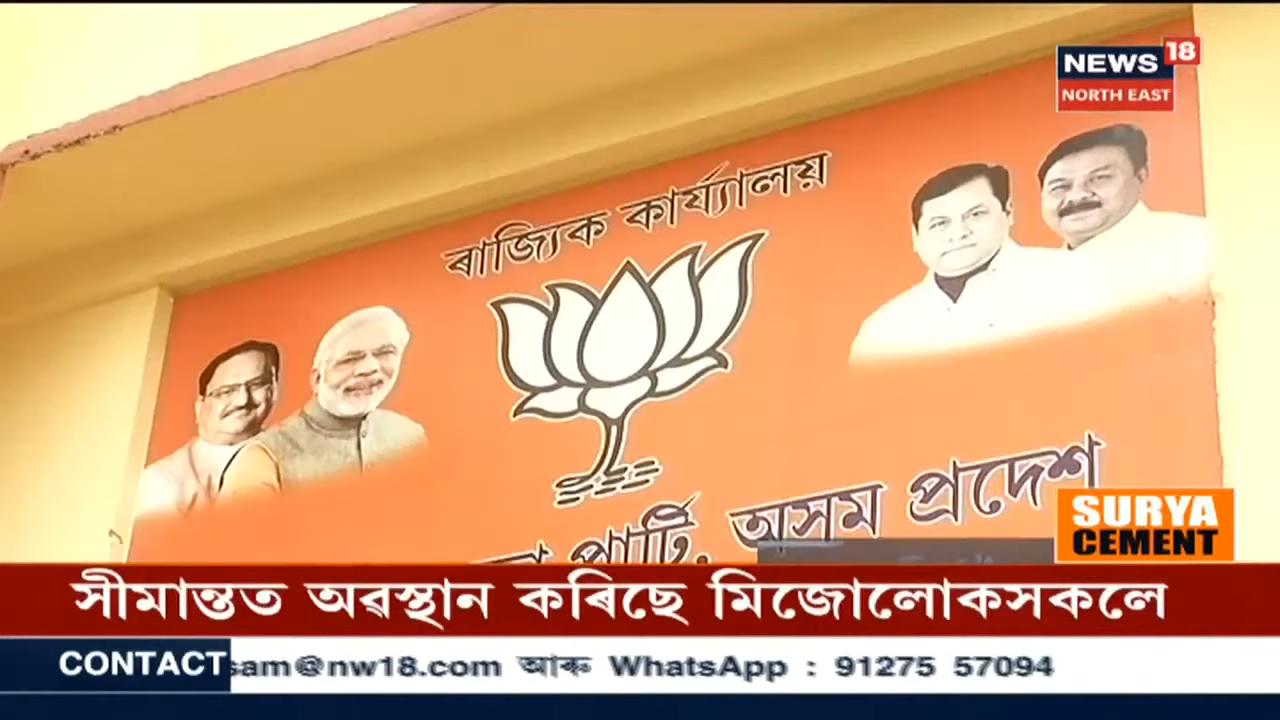 NEWS 18
NORTH EAST
ৰাজ্যিক কাৰ্য্যালয়
পাৰ্টি, অসম প্ৰদেশ
SURYA
CEMENT
সীমান্তত অৱস্থান কৰিছে মিজোলোকসকলে
CONTACT sam@nw18.com আৰু WhatsApp : 91275 57094